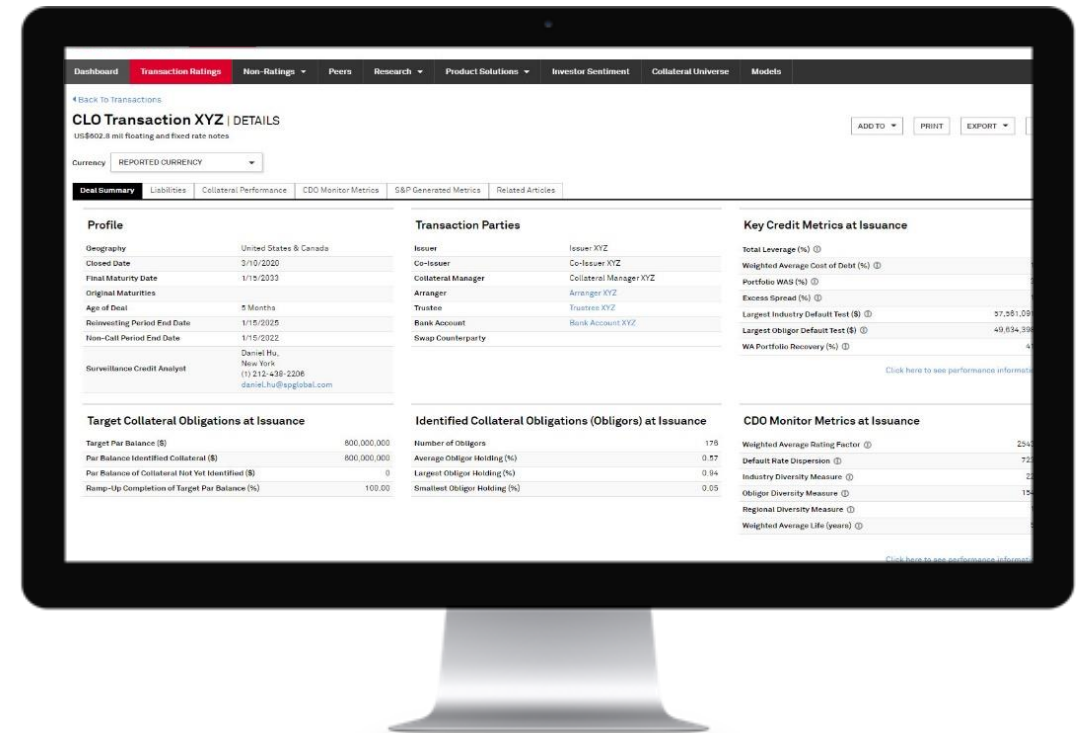 Dashboard Transaction Ratings Non-Ratings Peers Research Product Solutions Investor Sentiment Collateral Universe Models
Back To Transactions
CLO Transaction XYZ | DETAILS
US$602.8 mil floating and fixed rate notes
ADD TO PRINT EXPORT
Currency REPORTED CURRENCY
Deal Summary Liabilities Collateral Performance CDO Monitor Metrics S&P Generated Metrics Related Articles
Profile
Geography United States & Canada
Closed Date 3/10/2020
Final Maturity Date 1/15/2033
Original Maturities
Age of Deal 5 Months
Reinvesting Period End Date 1/15/2025
Non-Call Period End Date 1/15/2022
Surveillance Credit Analyst Daniel Hu,
New York
(1) 212-438-2206
daniel.hu@spglobal.com
Transaction Parties
Issuer Issuer XYZ
Co-Issuer Co-Issuer XYZ
Collateral Manager Collateral Manager XYZ
Arranger Arranger XYZ
Trustee Trustree XYZ
Bank Account Bank Account XYZ
Swap Counterparty
Key Credit Metrics at Issuance
Total Leverage (%)
Weighted Average Cost of Debt (%)
Portfolio WAS (%)
Excess Spread (%)
Largest Industry Default Test ($)
Largest Obligor Default Test ($)
WA Portfolio Recovery (%)
Click here to see performance
Target Collateral Obligations at Issuance
Target Par Balance ($) 600,000,000
Par Balance Identified Collateral ($) 600,000,000
Par Balance of Collateral Not Yet Identified ($) 0
Ramp-Up Completion of Target Par Balance (%) 100.00
Identified Collateral Obligations (Obligors) at Issuance
Number of Obligors 176
Average Obligor Holding (%) 0.57
Largest Obligor Holding (%) 0.94
Smallest Obligor Holding (%) 0.05
CDO Monitor Metrics at Issuance
Weighted Average Rating Factor
Default Rate Dispersion
Industry Diversity Measure
Obligor Diversity Measure
Regional Diversity Measure
Weighted Average Life (years)
Click here to see performance